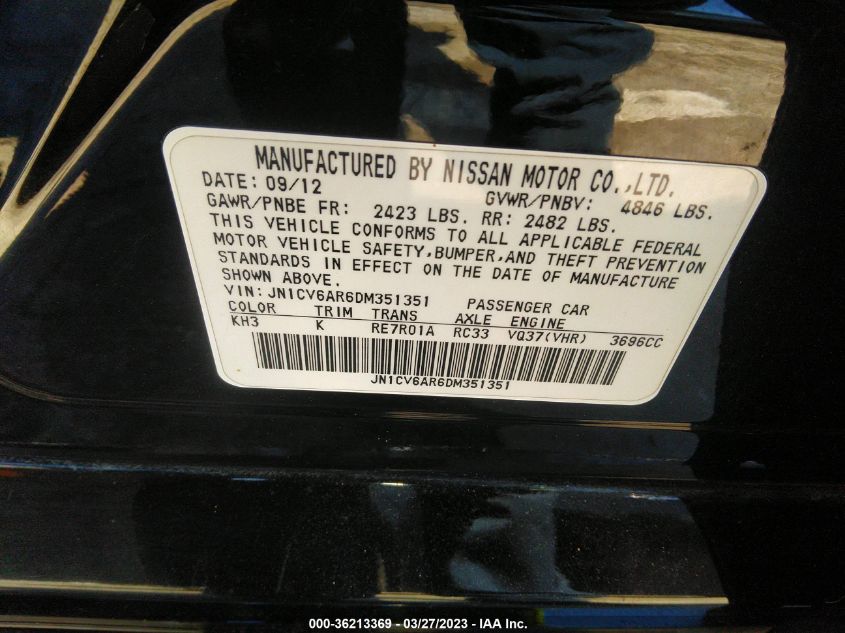 MANUFACTURED BY NISSAN MOTOR CO.,LTD.
DATE: 09/12 GVWR/PNBV: 4846 LBS.
GAWR/PNBE FR: 2423 LBS. RR: 2482 LBS.
THIS VEHICLE CONFORMS TO ALL APPLICABLE FEDERAL
MOTOR VEHICLE SAFETY,BUMPER,AND THEFT PREVENTION
STANDARDS IN EFFECT ON THE DATE OF MANUFACTURE
SHOWN ABOVE.
VIN: JN1CV6AR6DM351351 PASSENGER CAR
COLOR TRIM TRANS AXLE ENGINE
KH3 K RE7R01A RC33 VQ37(VHR) 3696CC
JN1CV6AR6DM351351
000-36213369 - 03/27/2023 - IAA Inc.